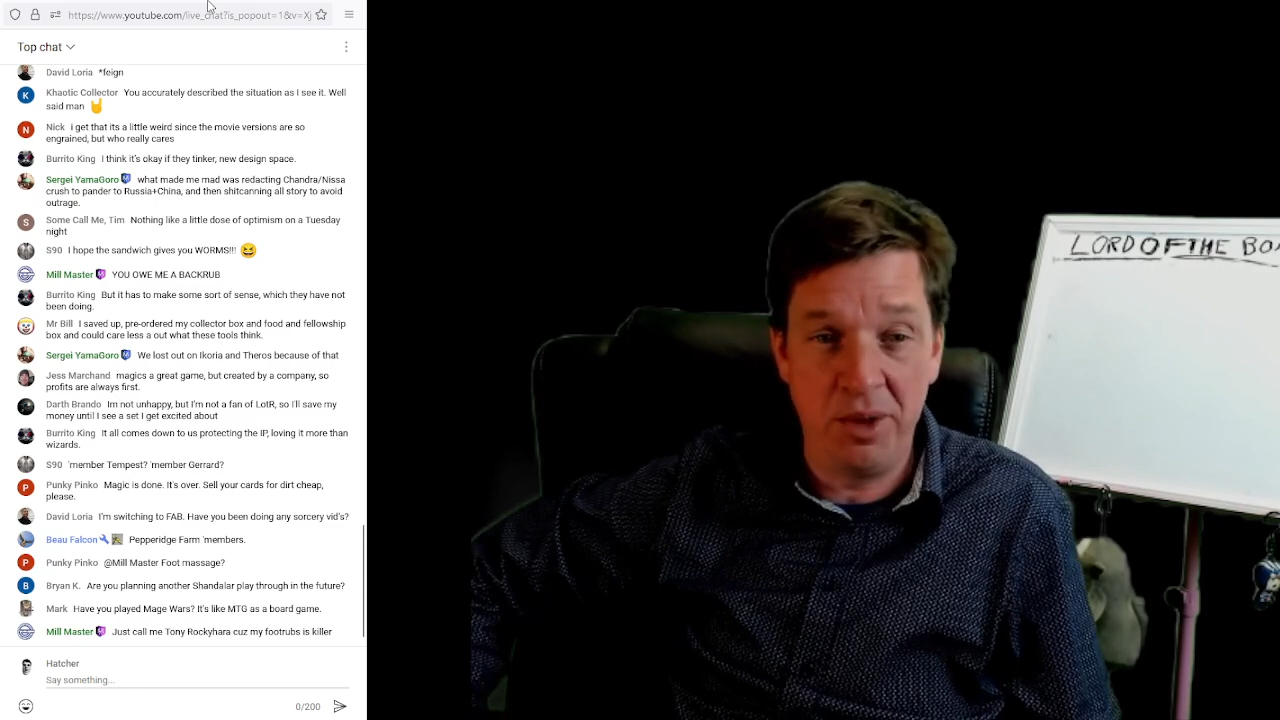 https://www.youtube.com/live_chat?is_popout=1&v=Xj
Top chat
David Loria *feign
Khaotic Collector You accurately described the situation as I see it. Well
said man 🤘
Nick i get that its a little weird since the movie versions are so
engrained, but who really cares
Burrito King I think it's okay if they tinker, new design space.
Sergei YamaGoro what made me mad was redacting Chandra/Nissa
crush to pander to Russia+China, and then shitcanning all story to avoid
outrage.
Some Call Me, Tim Nothing like a little dose of optimism on a Tuesday
night
S90 I hope the sandwich gives you WORMS!!! 😆
Mill Master YOU OWE ME A BACKRUB
Burrito King But it has to make some sort of sense, which they have not
been doing.
Mr Bill I saved up, pre-ordered my collector box and food and fellowship
box and could care less a out what these tools think.
Sergei YamaGoro We lost out on Ikoria and Theros because of that
Jess Marchand magics a great game, but created by a company, so
profits are always first.
Darth Brando Im not unhappy, but I'm not a fan of LotR, so I'll save my
money until I see a set I get excited about
Burrito King It all comes down to us protecting the IP, loving it more than
wizards.
S90 'member Tempest? 'member Gerrard?
Punky Pinko Magic is done. It's over. Sell your cards for dirt cheap,
please.
David Loria I'm switching to FAB. Have you been doing any sorcery vid's?
Beau Falcon Pepperidge Farm 'members.
Punky Pinko @Mill Master Foot massage?
Bryan K. Are you planning another Shandalar play through in the future?
Mark Have you played Mage Wars? It's like MTG as a board game.
Mill Master Just call me Tony Rockyhara cuz my footrubs is killer
Hatcher
Say something...
0/200
LORD OF THE